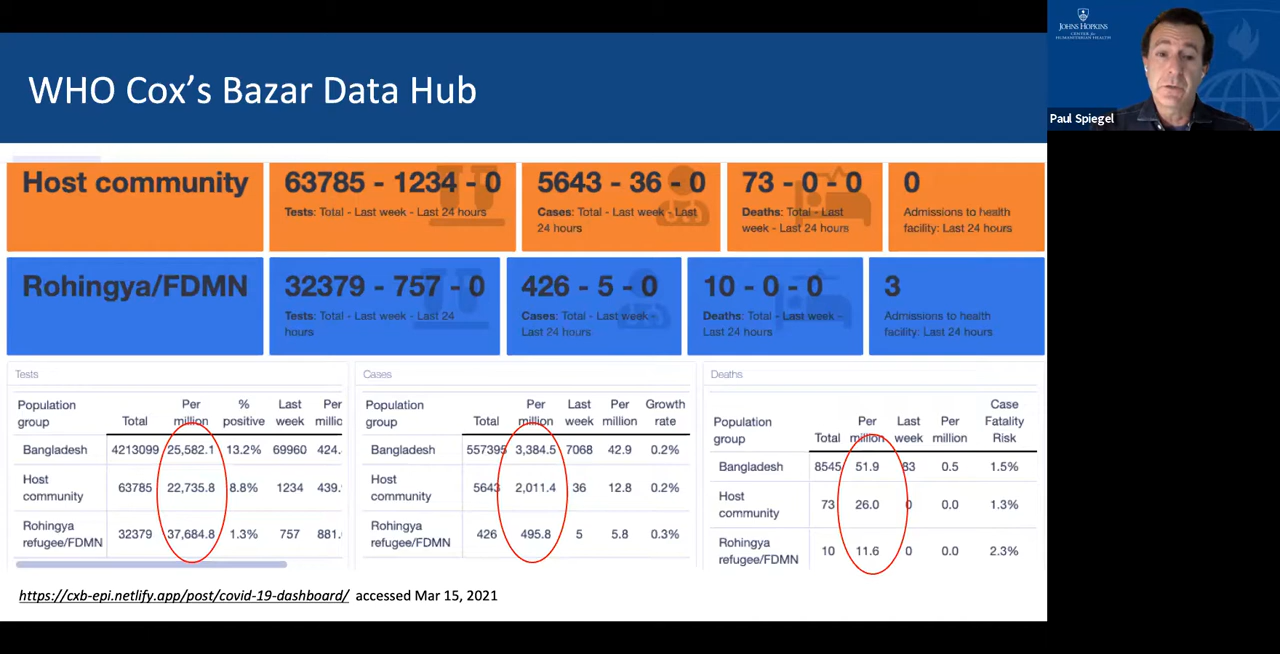 JOHNS HOPKINS
CENTER for
HUMANITARIAN HEALTH
Paul Spiegel
WHO Cox's Bazar Data Hub
Host community
63785 - 1234 - 0
Tests: Total - Last week - Last 24 hours
5643 - 36 - 0
Cases: Total - Last week - Last
24 hours
73 - 0 - 0
Deaths: Total - Last
week - Last 24 hours
0
Admissions to health
facility: Last 24 hours
Rohingya/FDMN
32379 - 757 - 0
Tests: Total - Last week - Last 24
hours
426 - 5 - 0
Cases: Total - Last week -
Last 24 hours
10 - 0 - 0
Deaths: Total - Last week -
Last 24 hours
3
Admissions to health
facility: Last 24 hours
Tests
Population group Total Per million % positive Last week Per
Bangladesh 4213099 25,582.1 13.2% 69960 424.
Host community 63785 22,735.8 8.8% 1234 439.
Rohingya refugee/FDMN 32379 37,684.8 1.3% 757 881.
Cases
Population group Total Per million Last week Per million Growth rate
Bangladesh 557395 3,384.5 7068 42.9 0.2%
Host community 5643 2,011.4 36 12.8 0.2%
Rohingya refugee/FDMN 426 495.8 5 5.8 0.3%
Deaths
Population group Total Per million Last week Per million Case Fatality Risk
Bangladesh 8545 51.9 83 0.5 1.5%
Host community 73 26.0 0 0.0 1.3%
Rohingya refugee/FDMN 10 11.6 0 0.0 2.3%
https://cxb-epi.netlify.app/post/covid-19-dashboard/ accessed Mar 15, 2021